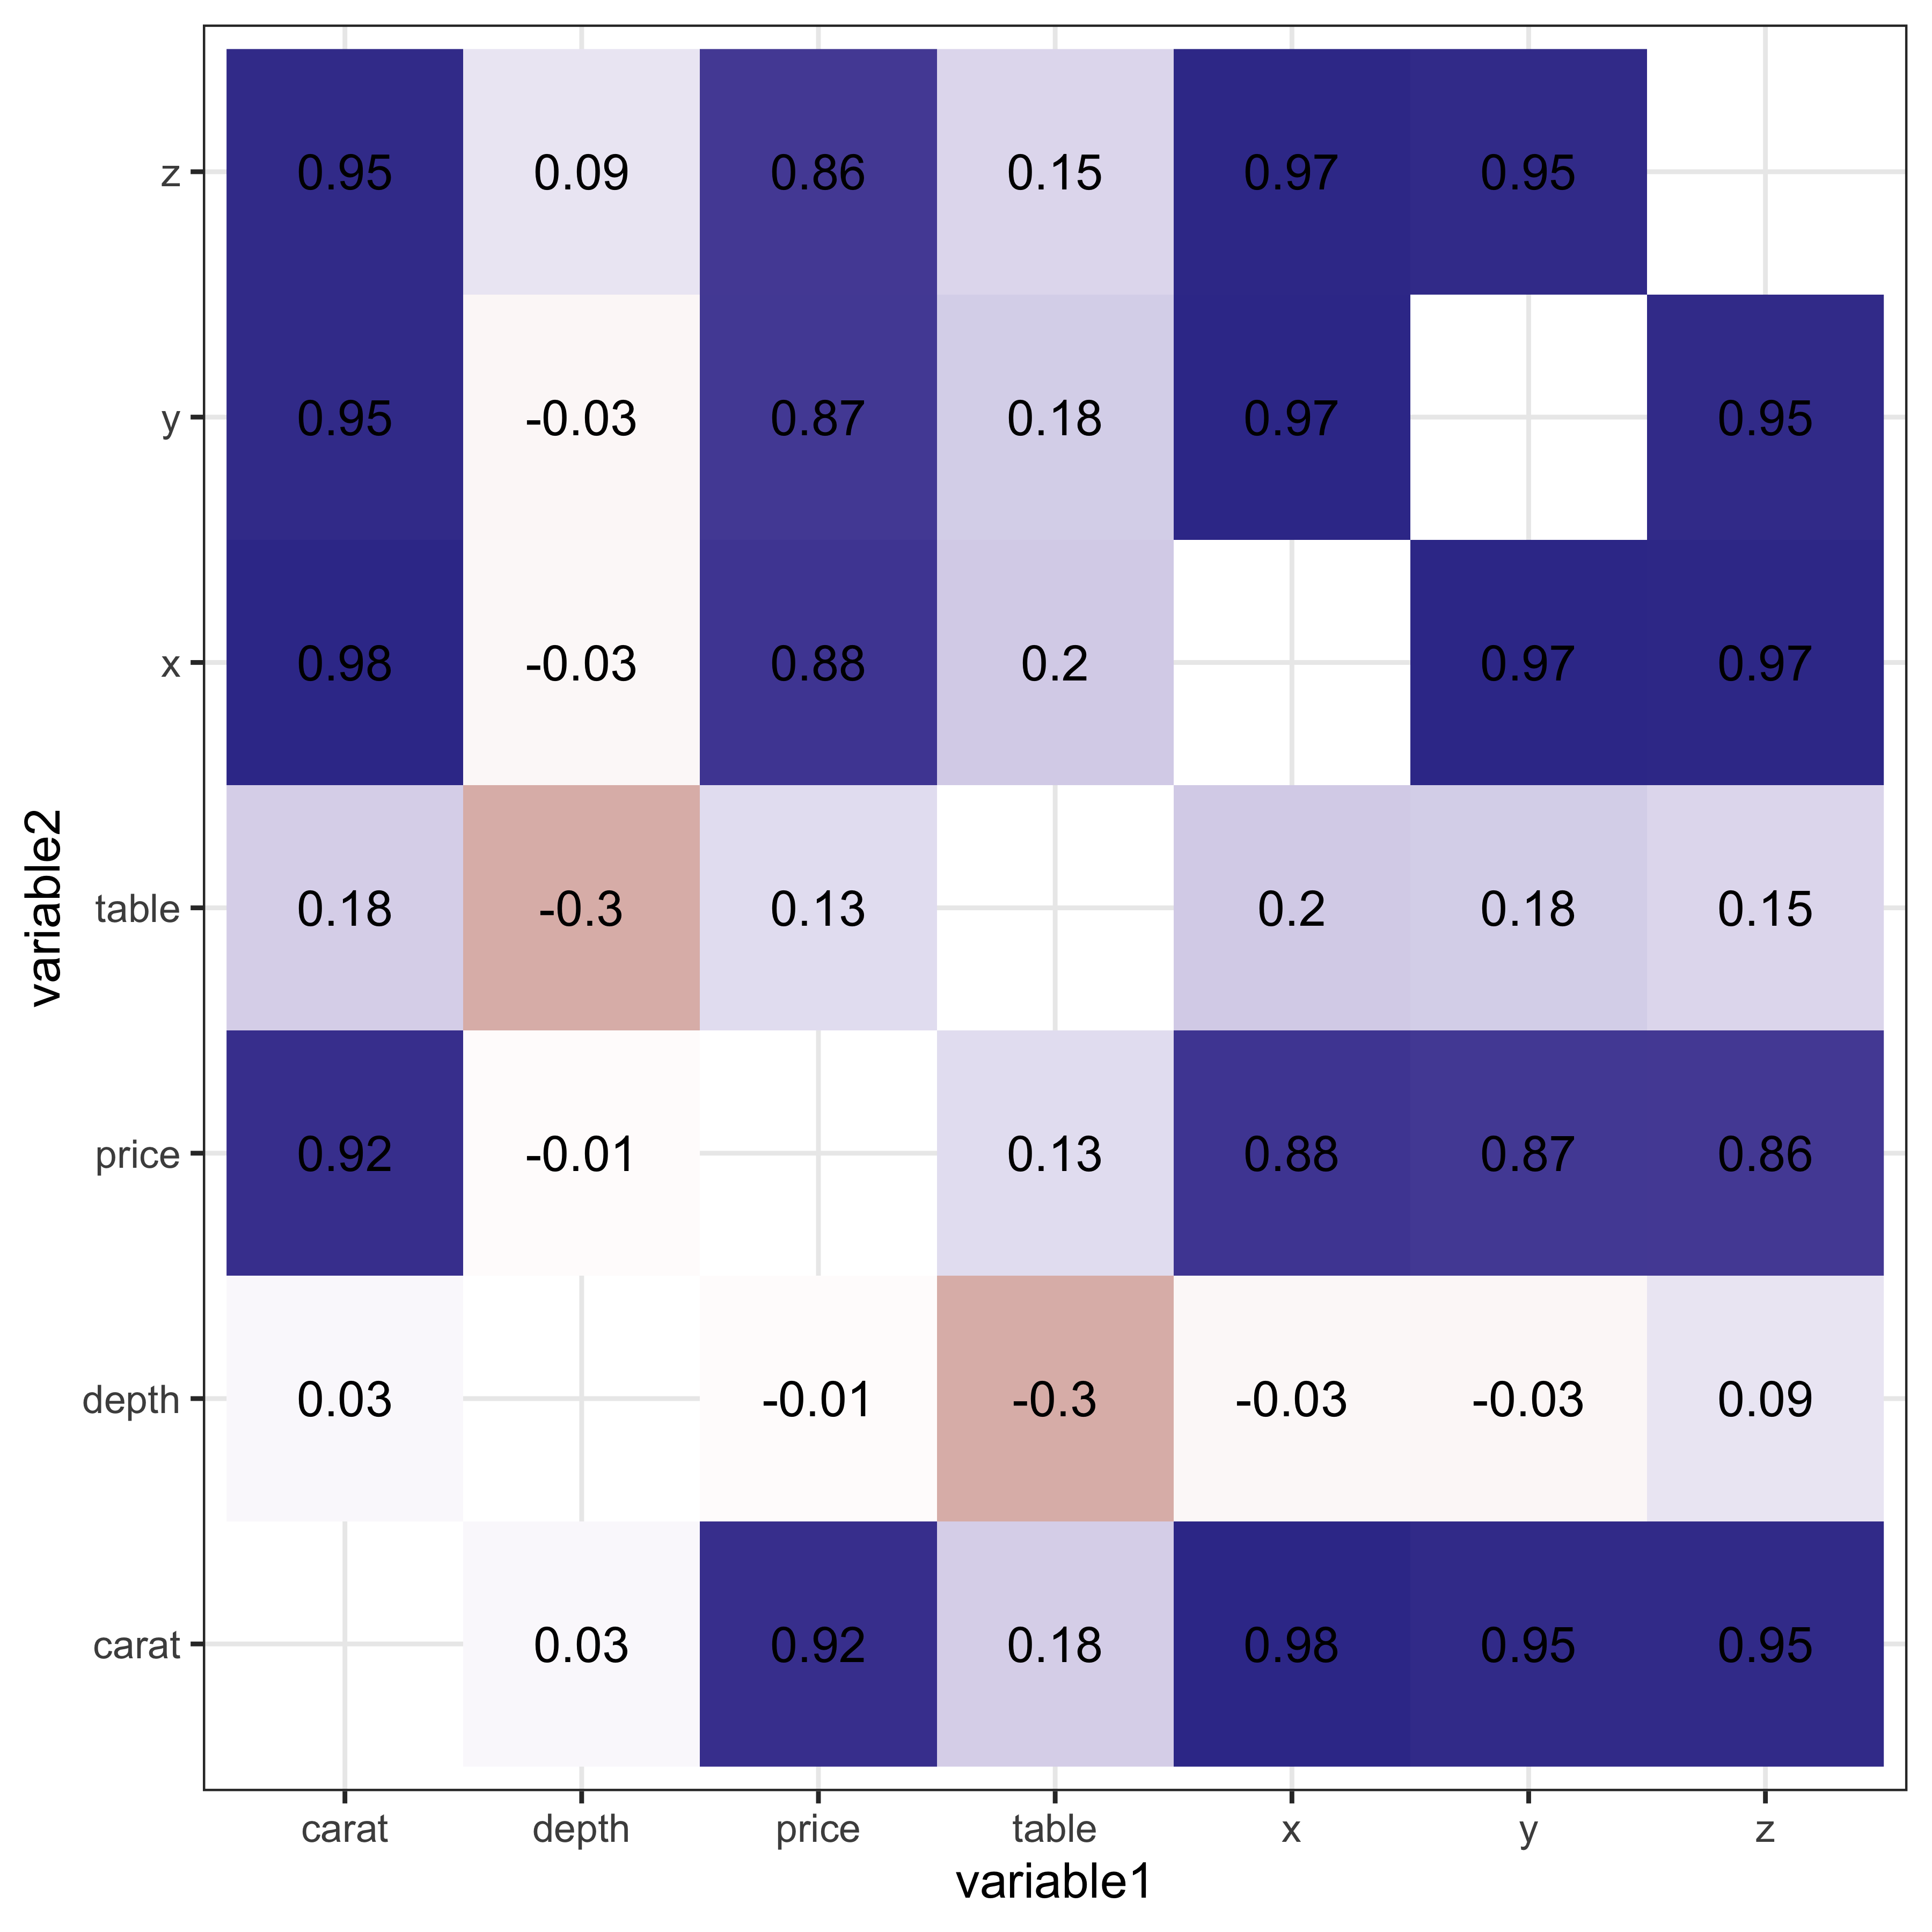 z 0.95 0.09 0.86 0.15 0.97 0.95
y 0.95 -0.03 0.87 0.18 0.97 0.95
x 0.98 -0.03 0.88 0.2 0.97 0.97
table 0.18 -0.3 0.13 0.2 0.18 0.15
price 0.92 -0.01 0.13 0.88 0.87 0.86
depth 0.03 -0.01 -0.3 -0.03 -0.03 0.09
carat 0.03 0.92 0.18 0.98 0.95 0.95
carat depth price table x y z
variable1
variable2